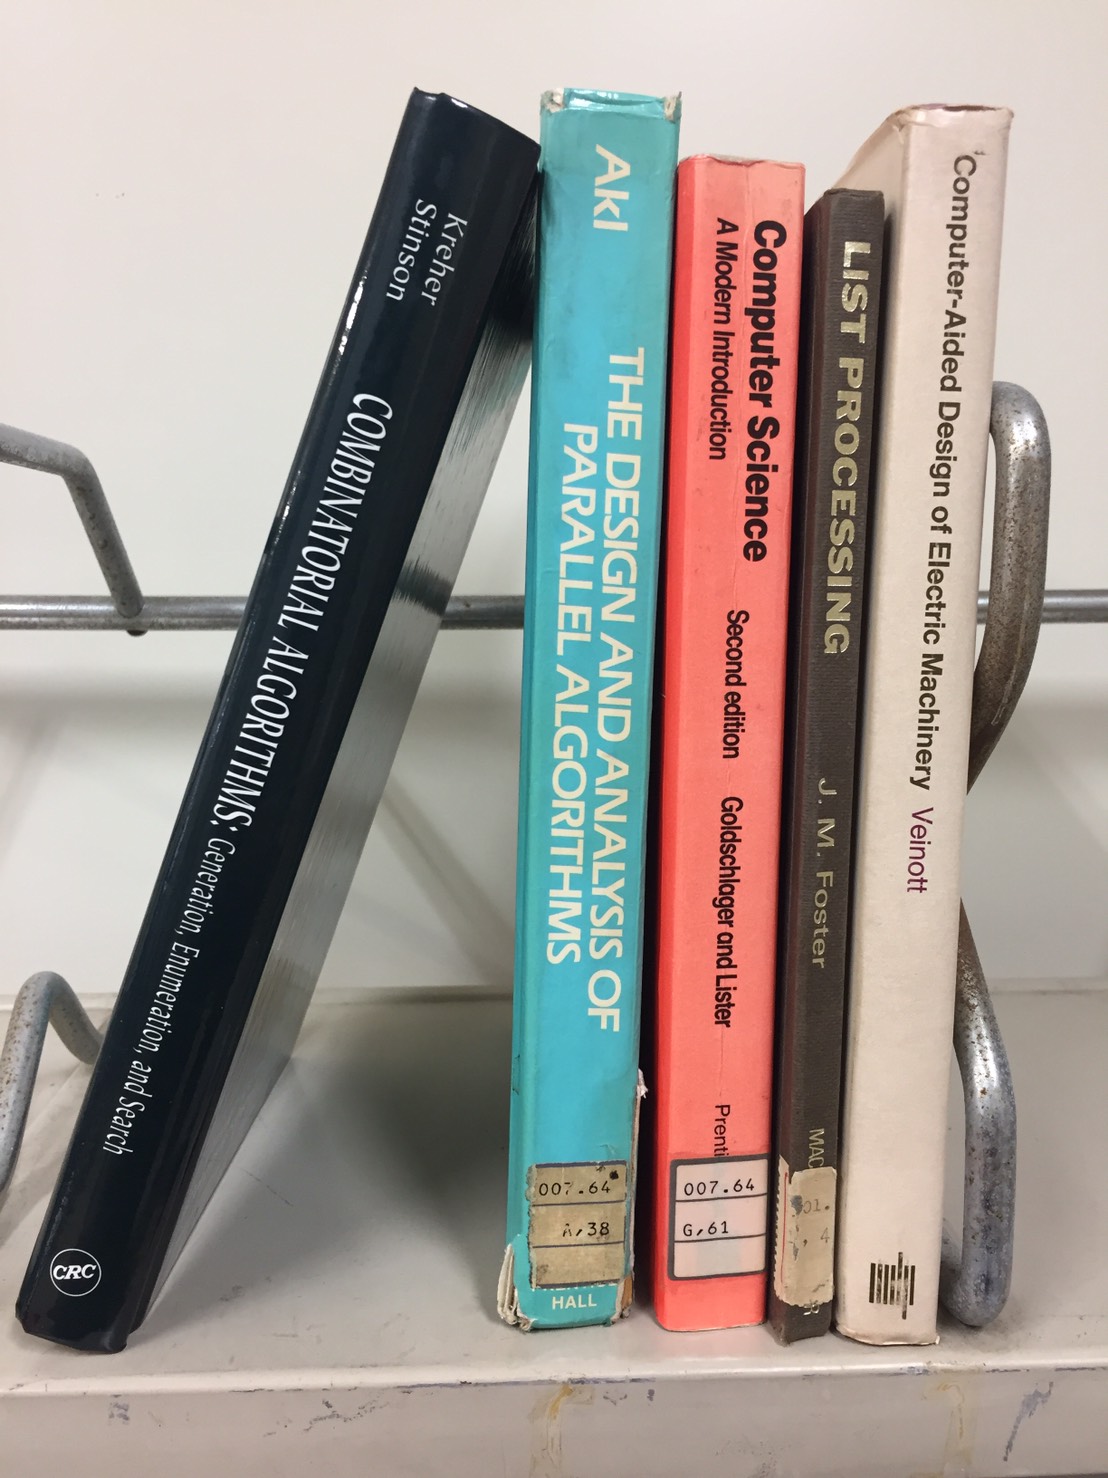 Kreher
Stinson
COMBINATORIAL ALGORITHMS: Generation, Enumeration, and Search
CRC
Akl
THE DESIGN AND ANALYSIS OF
PARALLEL ALGORITHMS
007.64
A,38
HALL
Computer Science
A Modern Introduction
Second edition
Goldschlager and Lister
Prenti
007.64
G,61
LIST PROCESSING
J. M. Foster
MAC
4
Computer-Aided Design of Electric Machinery Veinott